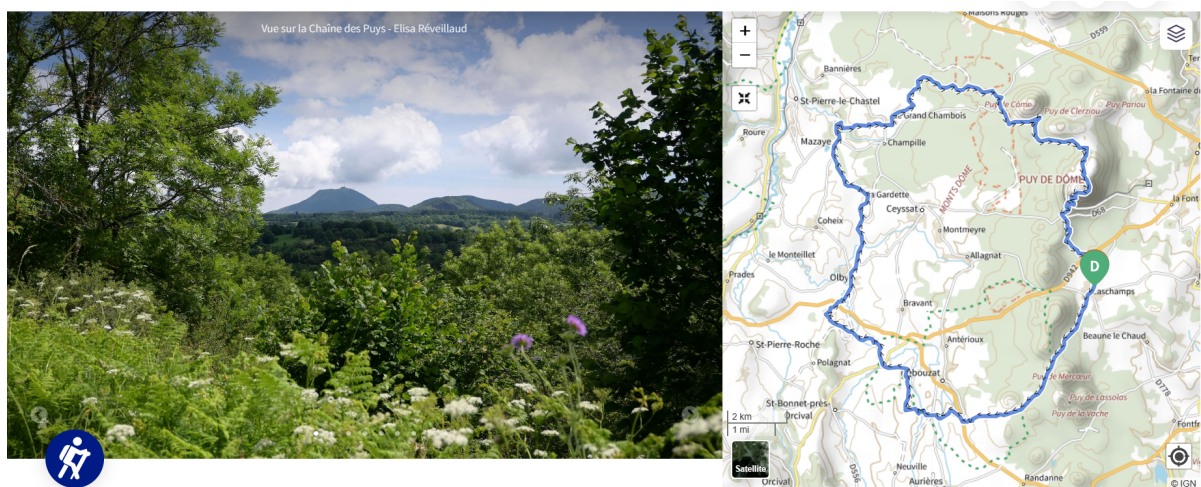 Vue sur la Chaîne des Puys - Elisa Réveillaud
Maisons Rouges
D559
Bannières
la Fontaine du
St-Pierre-le-Chastel
Puy de Côme
Puy de Clerziou
Puy Pariou
Grand Chambois
Roure
Mazaye
Champille
MONTS DÔME
PUY DE DÔME
Gardette
Ceyssat
D68
la Font
Coheix
Montmeyre
le Monteillet
Allagnat
D
Prades
Olby
D942
Laschamps
Bravant
Beaune le Chaud
Antérioux
St-Pierre-Roche
Polagnat
Puy de Mercœur
D778
Puy de Lassolas
St-Bonnet-près-
Orcival
Puy de la Vache
2 km
1 mi
Fontfr
D556
Neuville
Satellite
Randanne
Orcival
Aurières
© IGN